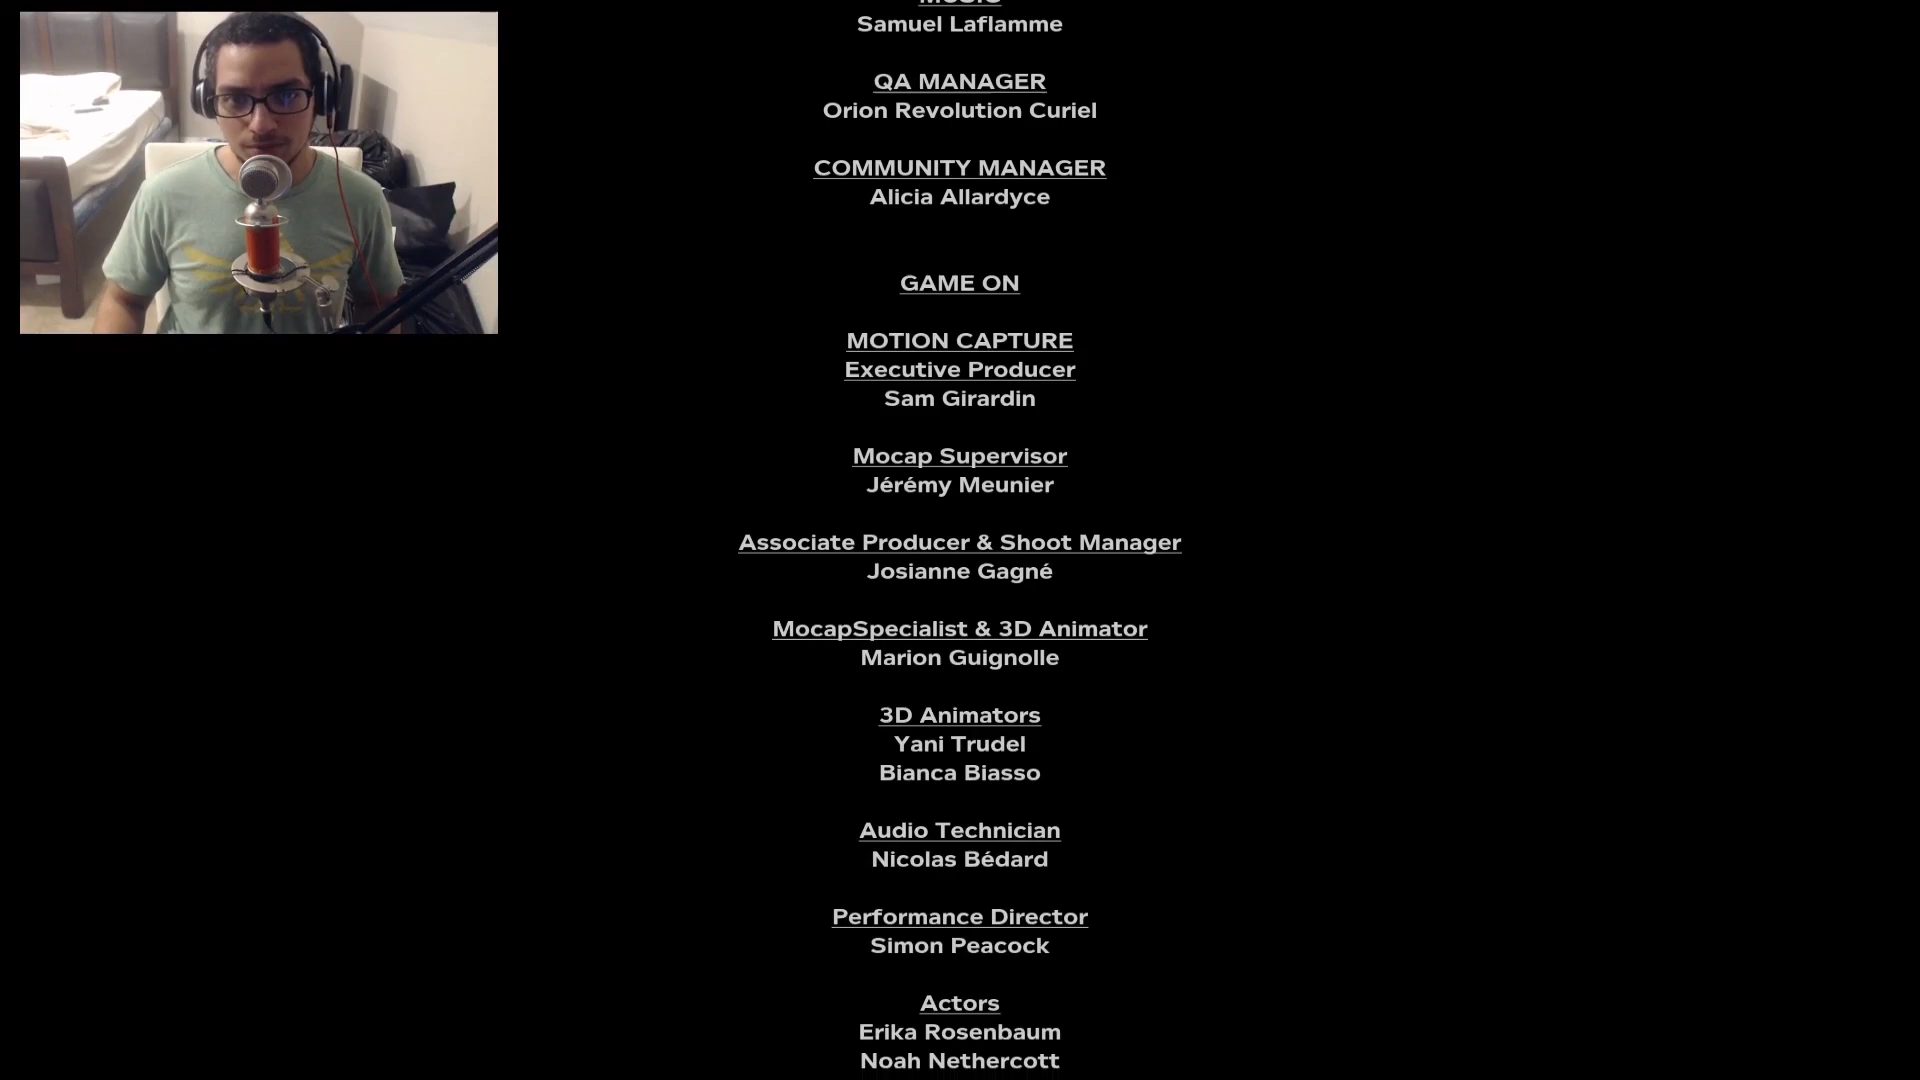 MUSIC
Samuel Laflamme
QA MANAGER
Orion Revolution Curiel
COMMUNITY MANAGER
Alicia Allardyce
GAME ON
MOTION CAPTURE
Executive Producer
Sam Girardin
Mocap Supervisor
Jérémy Meunier
Associate Producer & Shoot Manager
Josianne Gagné
MocapSpecialist & 3D Animator
Marion Guignolle
3D Animators
Yani Trudel
Bianca Biasso
Audio Technician
Nicolas Bédard
Performance Director
Simon Peacock
Actors
Erika Rosenbaum
Noah Nethercott